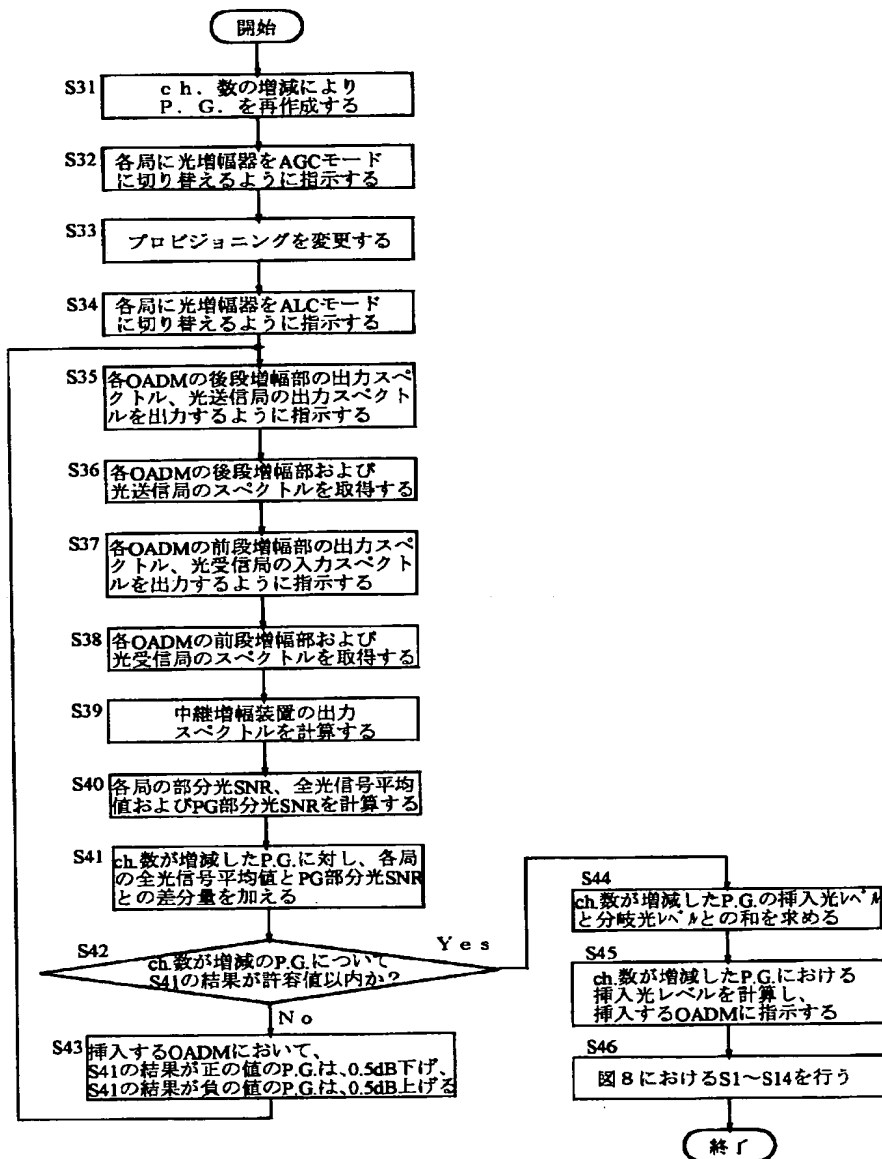 開始
S31
ch.数の増減により
P.G.を再作成する
S32
各局に光増幅器をAGCモード
に切り替えるように指示する
S33
プロビジョニングを変更する
S34
各局に光増幅器をALCモード
に切り替えるように指示する
S35
各OADMの後段増幅部の出力スペ
クトル、光送信局の出力スペクト
ルを出力するように指示する
S36
各OADMの後段増幅部および
光送信局のスペクトルを取得する
S37
各OADMの前段増幅部の出力スペ
クトル、光受信局の入力スペクト
ルを出力するように指示する
S38
各OADMの前段増幅部および
光受信局のスペクトルを取得する
S39
中継増幅装置の出力
スペクトルを計算する
S40
各局の部分光SNR、全光信号平均
値およびPG部分光SNRを計算する
S41
ch.数が増減したP.G.に対し、各局
の全光信号平均値とPG部分光SNR
との差分量を加える
S42
ch.数が増減のP.G.について
S41の結果が許容値以内か?
Yes
No
S43
挿入するOADMにおいて、
S41の結果が正の値のP.G.は、0.5dB下げ、
S41の結果が負の値のP.G.は、0.5dB上げる
S44
ch.数が増減したP.G.の挿入光レベル
と分岐光レベルとの和を求める
S45
ch.数が増減したP.G.における
挿入光レベルを計算し、
挿入するOADMに指示する
S46
図8におけるS1~S14を行う
終了